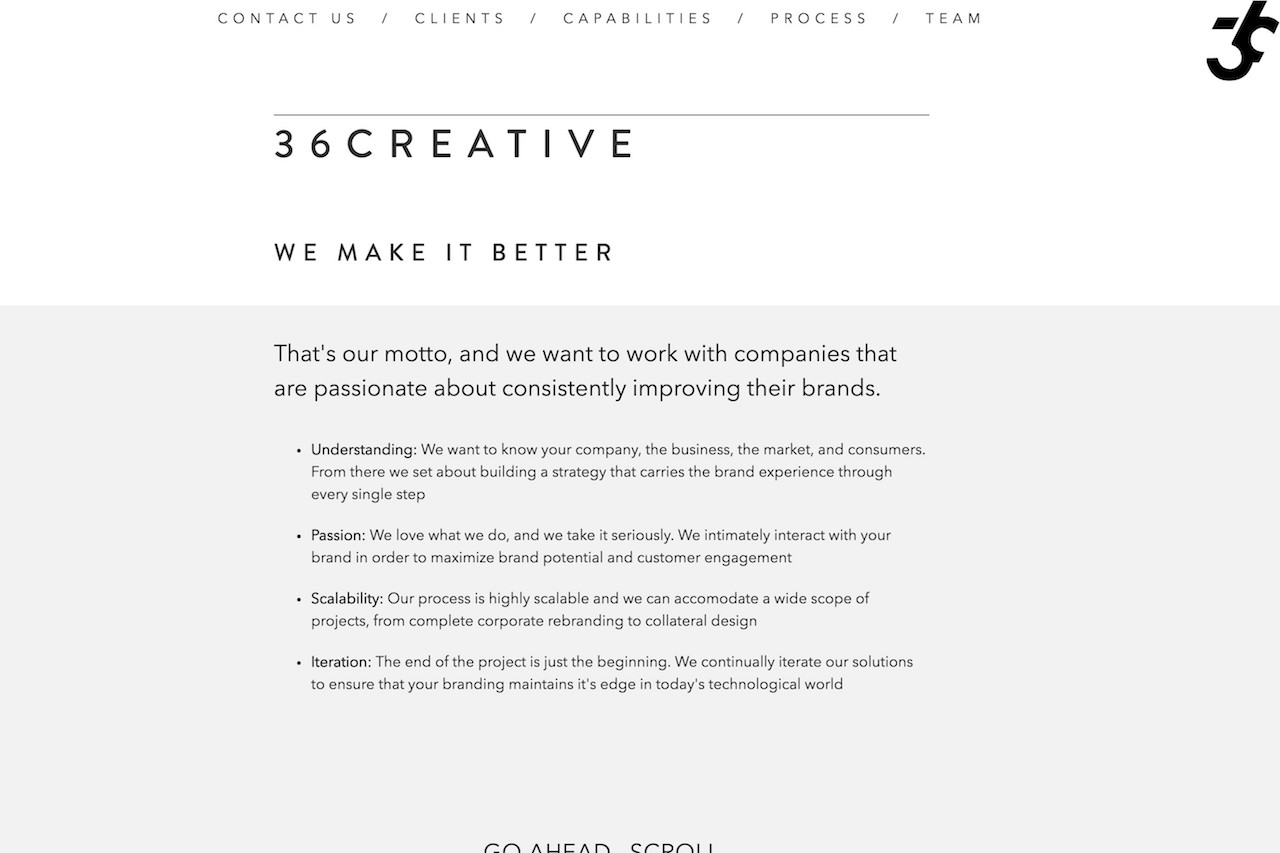 CONTACT US / CLIENTS / CAPABILITIES / PROCESS / TEAM
36
36CREATIVE
WE MAKE IT BETTER
That's our motto, and we want to work with companies that
are passionate about consistently improving their brands.
• Understanding: We want to know your company, the business, the market, and consumers.
From there we set about building a strategy that carries the brand experience through
every single step
• Passion: We love what we do, and we take it seriously. We intimately interact with your
brand in order to maximize brand potential and customer engagement
• Scalability: Our process is highly scalable and we can accomodate a wide scope of
projects, from complete corporate rebranding to collateral design
• Iteration: The end of the project is just the beginning. We continually iterate our solutions
to ensure that your branding maintains it's edge in today's technological world
GO AHEAD, SCROLL